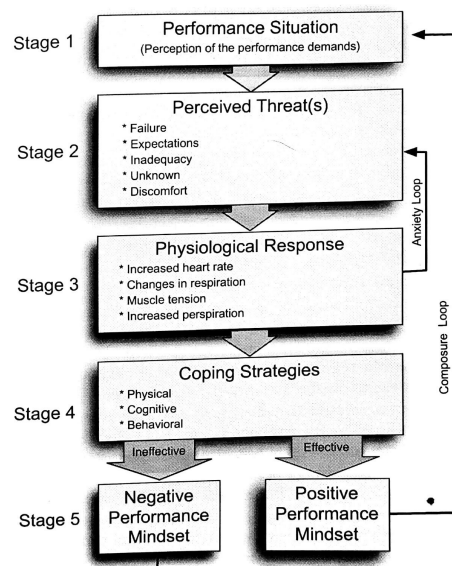 Stage 1
Performance Situation
(Perception of the performance demands)
Stage 2
Perceived Threat(s)
* Failure
* Expectations
* Inadequacy
* Unknown
* Discomfort
Anxiety Loop
Stage 3
Physiological Response
* Increased heart rate
* Changes in respiration
* Muscle tension
* Increased perspiration
Composure Loop
Stage 4
Coping Strategies
* Physical
* Cognitive
* Behavioral
Ineffective
Effective
Stage 5
Negative
Performance
Mindset
Positive
Performance
Mindset